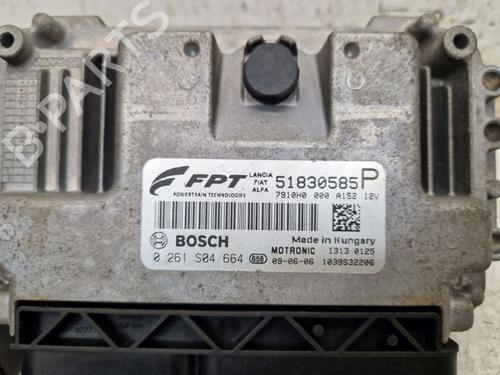 B-PARTS
FPT
POWERTRAIN TECHNOLOGIES
LANCIA
FIAT
ALFA
51830585P
7910H0 000 A152 12V
BOSCH
Made in Hungary
MOTRONIC 1313 0125
0 261 S04 664 658 09-06-06 1039S32206